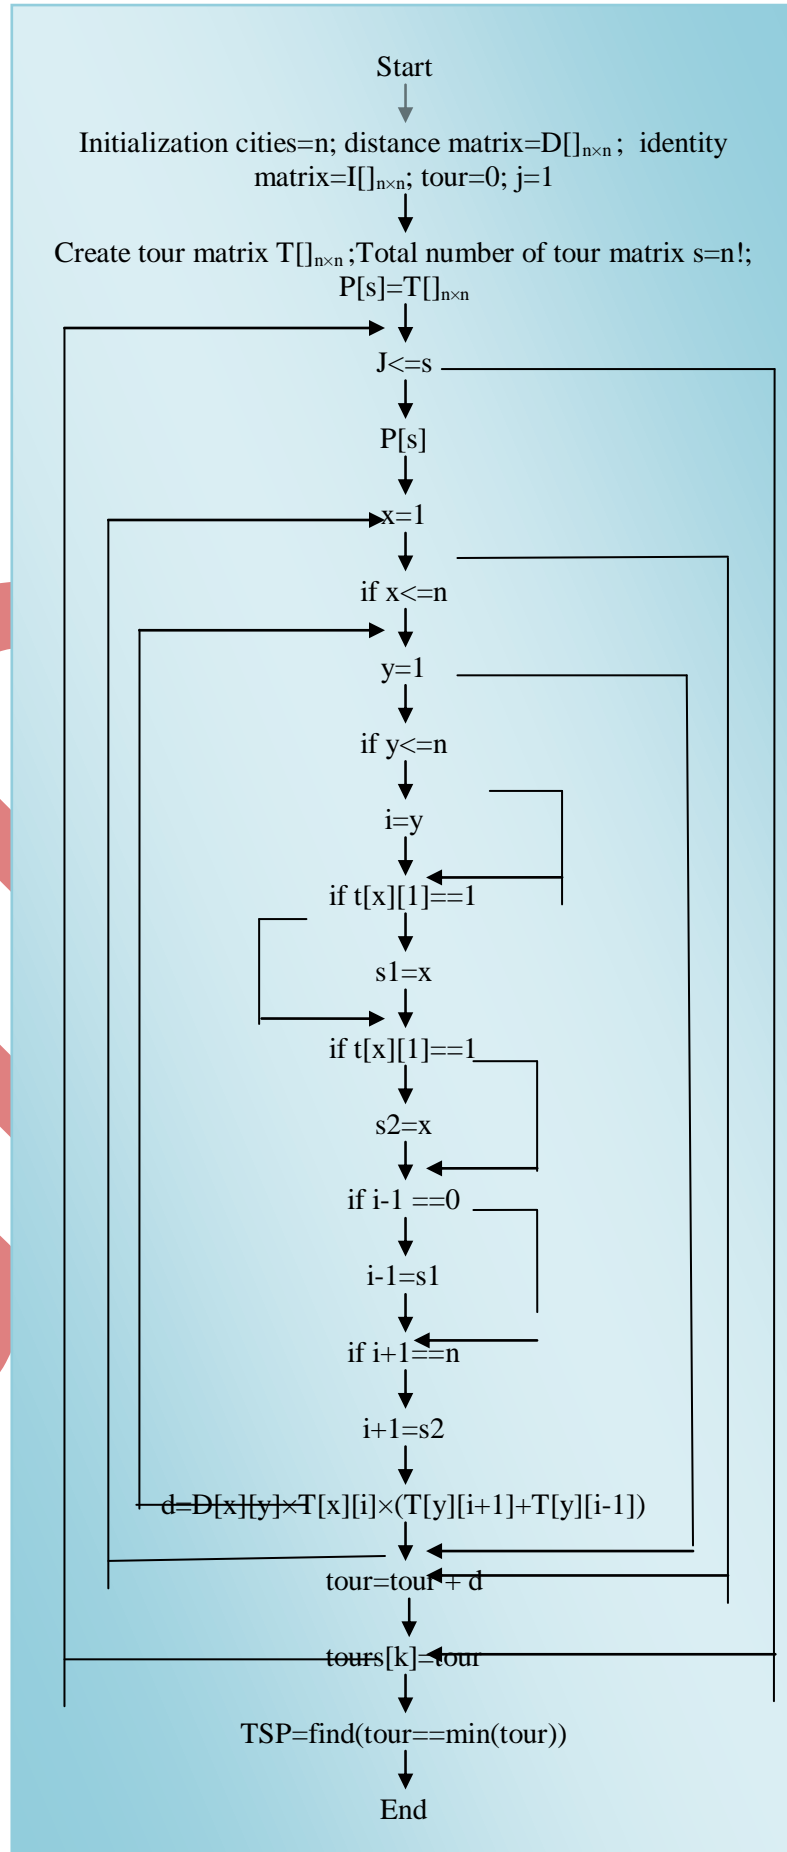 Start
Initialization cities=n; distance matrix=D[]ₙ×ₙ ; identity
matrix=I[]ₙ×ₙ; tour=0; j=1
Create tour matrix T[]ₙ×ₙ ;Total number of tour matrix s=n!;
P[s]=T[]ₙ×ₙ
J<=s
P[s]
x=1
if x<=n
y=1
if y<=n
i=y
if t[x][1]==1
s1=x
if t[x][1]==1
s2=x
if i-1 ==0
i-1=s1
if i+1==n
i+1=s2
d=D[x][y]×T[x][i]×(T[y][i+1]+T[y][i-1])
tour=tour + d
tours[k]=tour
TSP=find(tour==min(tour))
End